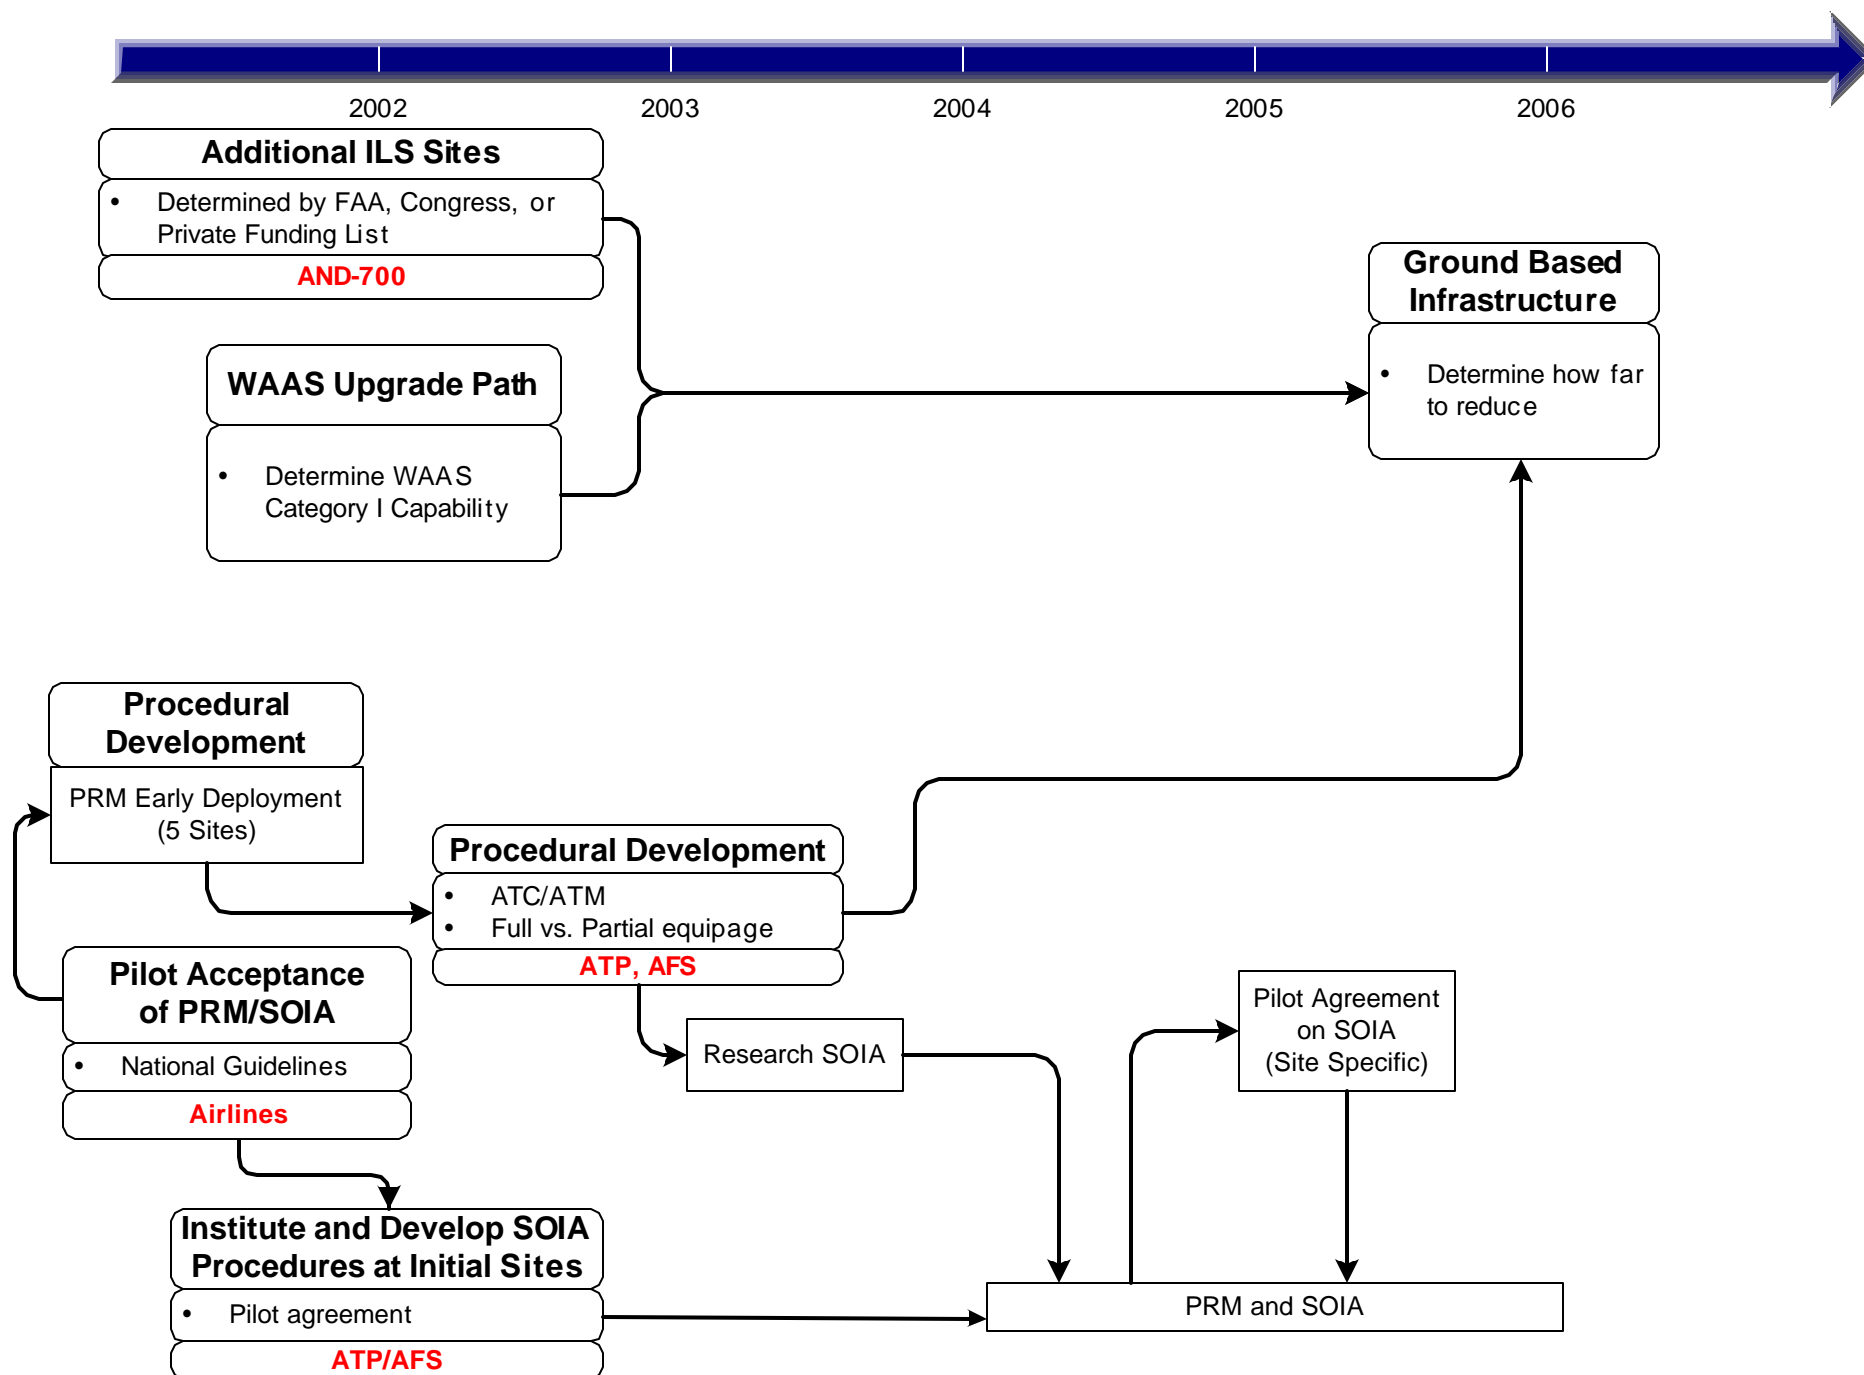 2002 2003 2004 2005 2006
Additional ILS Sites
• Determined by FAA, Congress, or
Private Funding List
AND-700
Ground Based
Infrastructure
• Determine how far
to reduce
WAAS Upgrade Path
• Determine WAAS
Category I Capability
Procedural
Development
PRM Early Deployment
(5 Sites)
Procedural Development
• ATC/ATM
• Full vs. Partial equipage
ATP, AFS
Pilot Acceptance
of PRM/SOIA
• National Guidelines
Airlines
Research SOIA
Pilot Agreement
on SOIA
(Site Specific)
Institute and Develop SOIA
Procedures at Initial Sites
• Pilot agreement
ATP/AFS
PRM and SOIA